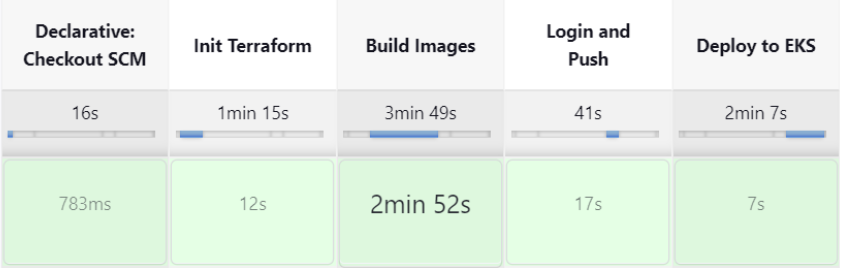 Declarative:
Checkout SCM
Init Terraform
Build Images
Login and
Push
Deploy to EKS
16s
1min 15s
3min 49s
41s
2min 7s
783ms
12s
2min 52s
17s
7s